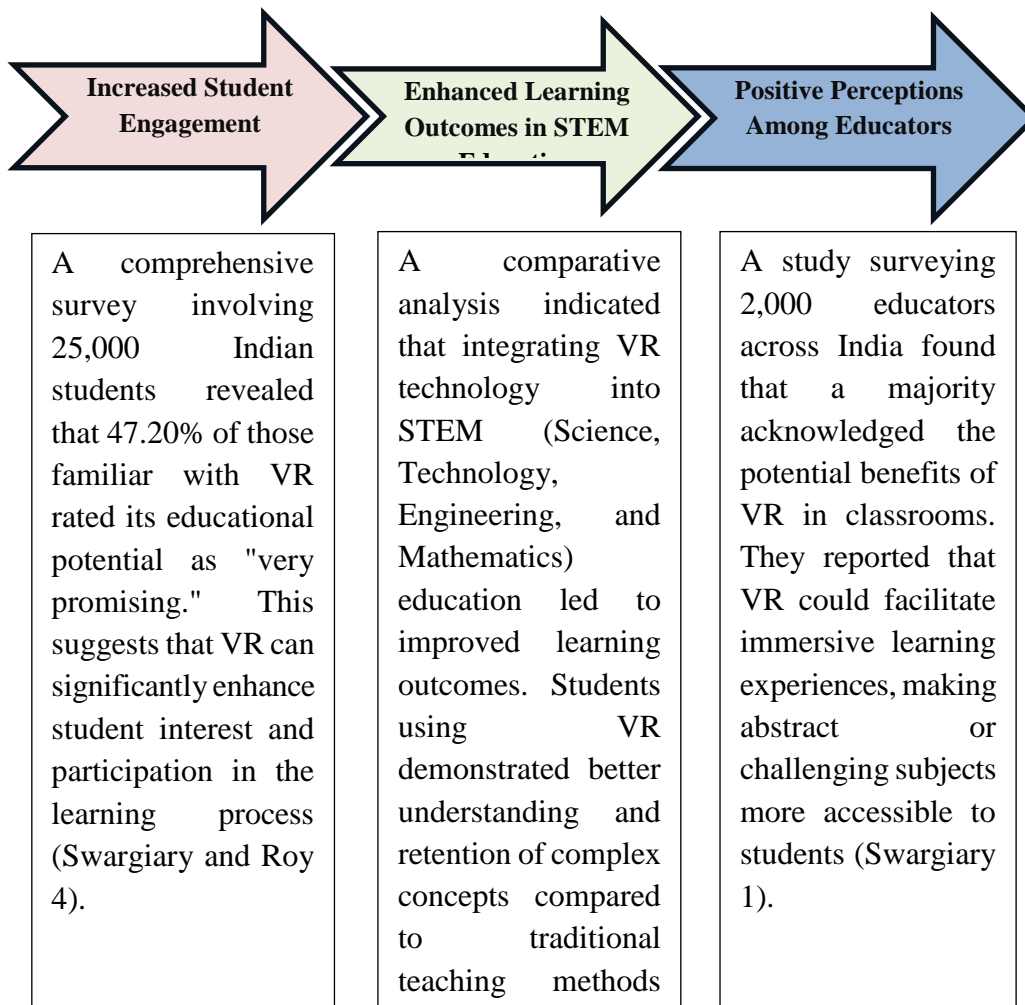 Increased Student
Engagement
Enhanced Learning
Outcomes in STEM
Positive Perceptions
Among Educators
A comprehensive
survey involving
25,000 Indian
students revealed
that 47.20% of those
familiar with VR
rated its educational
potential as "very
promising." This
suggests that VR can
significantly enhance
student interest and
participation in the
learning process
(Swargiary and Roy
4).
A comparative
analysis indicated
that integrating VR
technology into
STEM (Science,
Technology,
Engineering, and
Mathematics)
education led to
improved learning
outcomes. Students
using VR
demonstrated better
understanding and
retention of complex
concepts compared
to traditional
teaching methods
A study surveying
2,000 educators
across India found
that a majority
acknowledged the
potential benefits of
VR in classrooms.
They reported that
VR could facilitate
immersive learning
experiences, making
abstract or
challenging subjects
more accessible to
students (Swargiary
1).